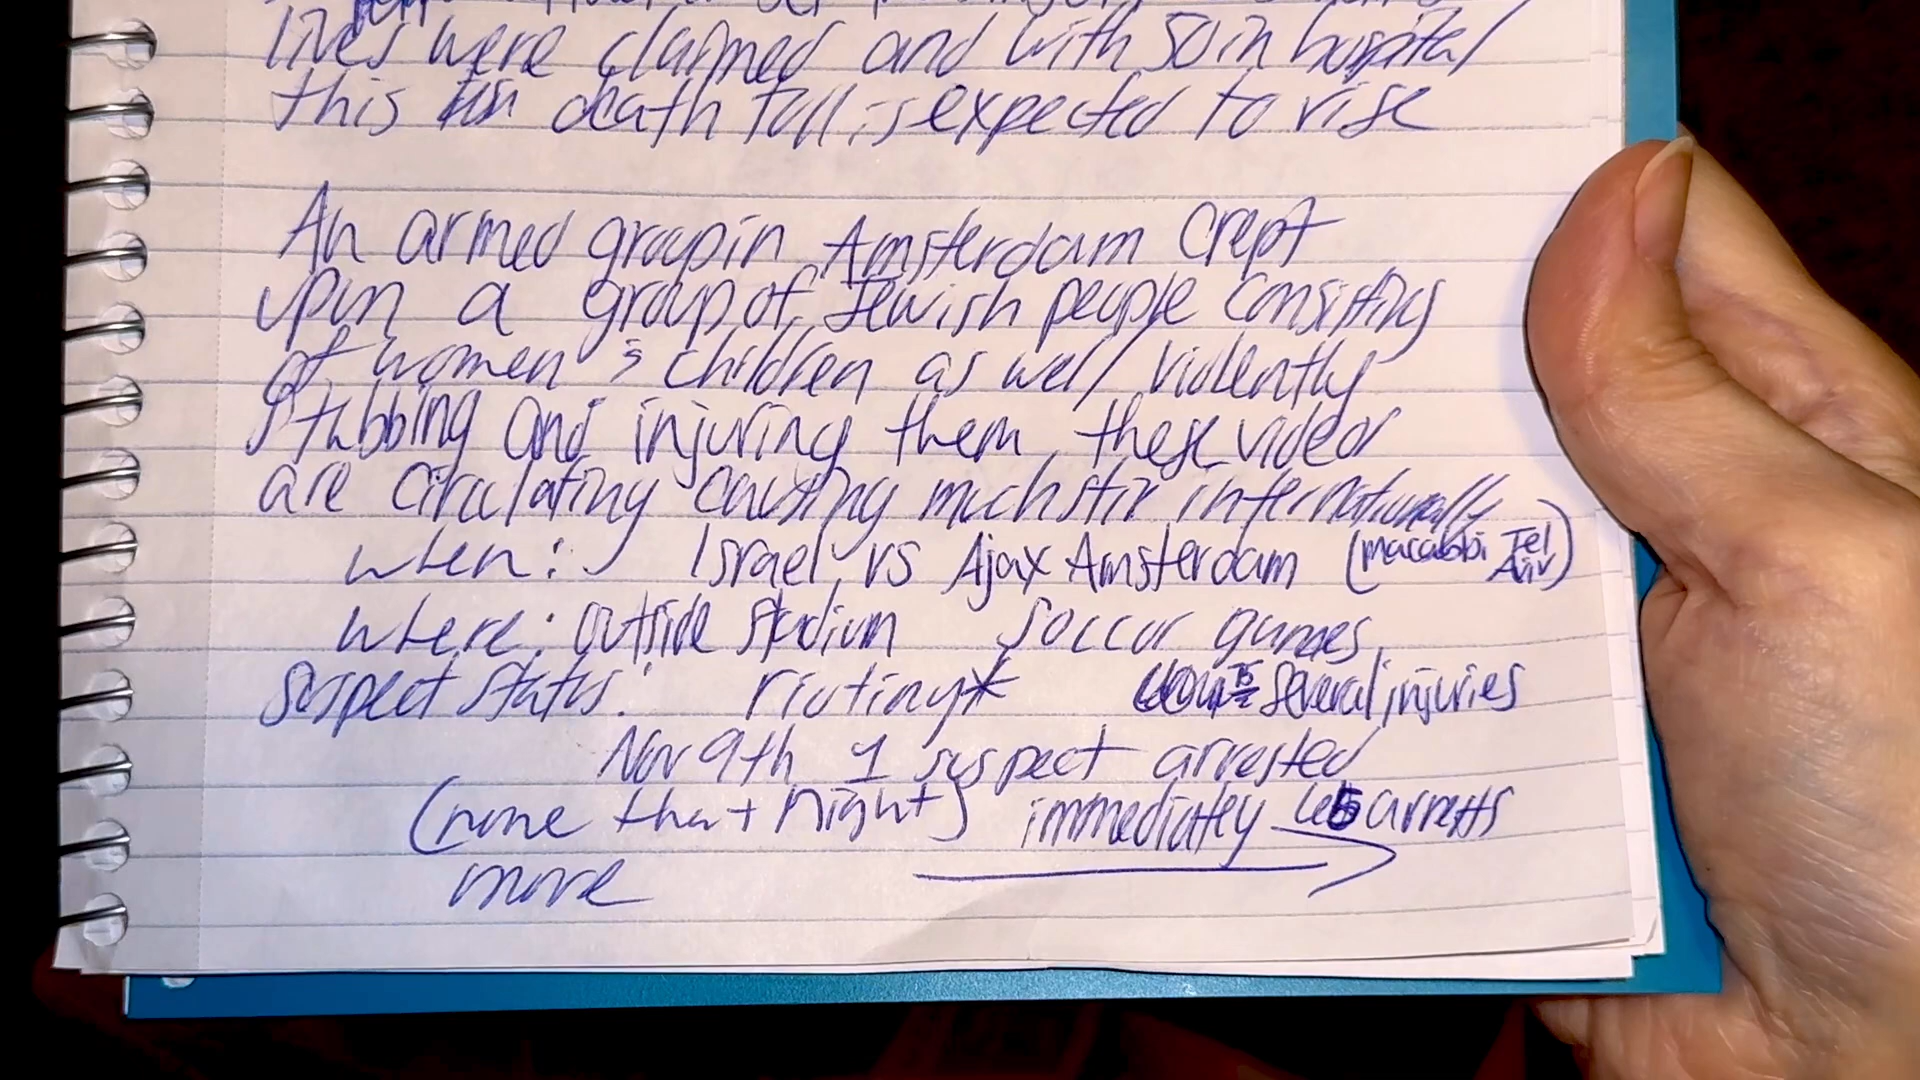 lives were claimed and with 50 in hospital
this death toll is expected to rise
An armed group in Amsterdam crept
upon a group of Jewish people consisting
of women & children as well violently
stabbing and injuring them, these videos
are circulating causing much stir internationally
when: Israel vs Ajax Amsterdam (macabbi Tel Aviv)
where: outside stadium soccor games,
suspect status: rioting* several injuries
Nov 9th 1 suspect arrested
(none that night) immediatley arrests
more